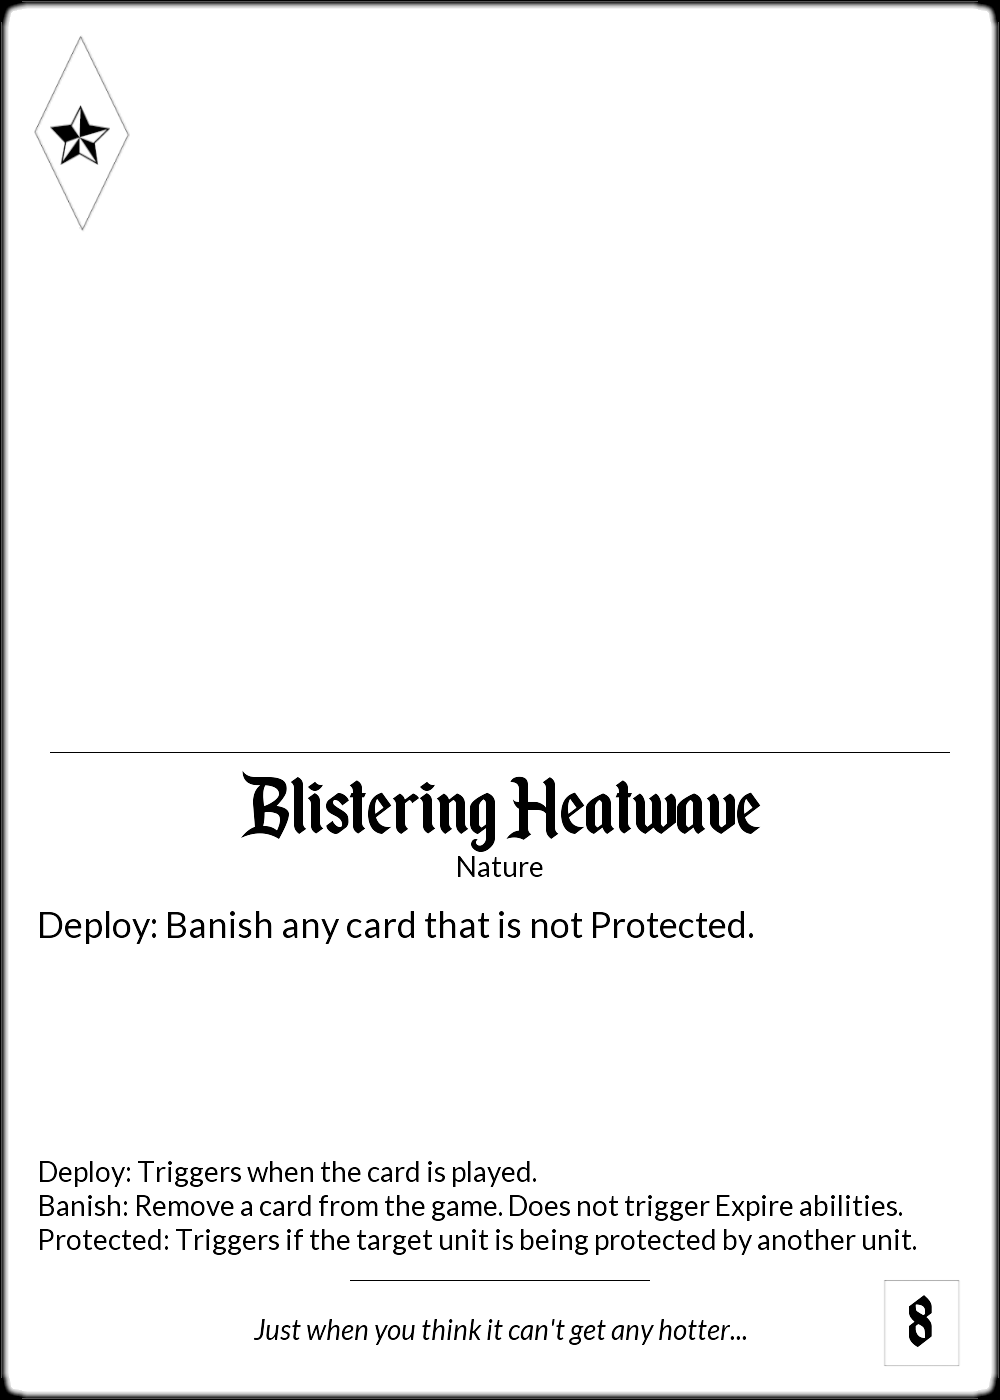 Blistering Heatwave
Nature
Deploy: Banish any card that is not Protected.
Deploy: Triggers when the card is played.
Banish: Remove a card from the game. Does not trigger Expire abilities.
Protected: Triggers if the target unit is being protected by another unit.
Just when you think it can't get any hotter...
8